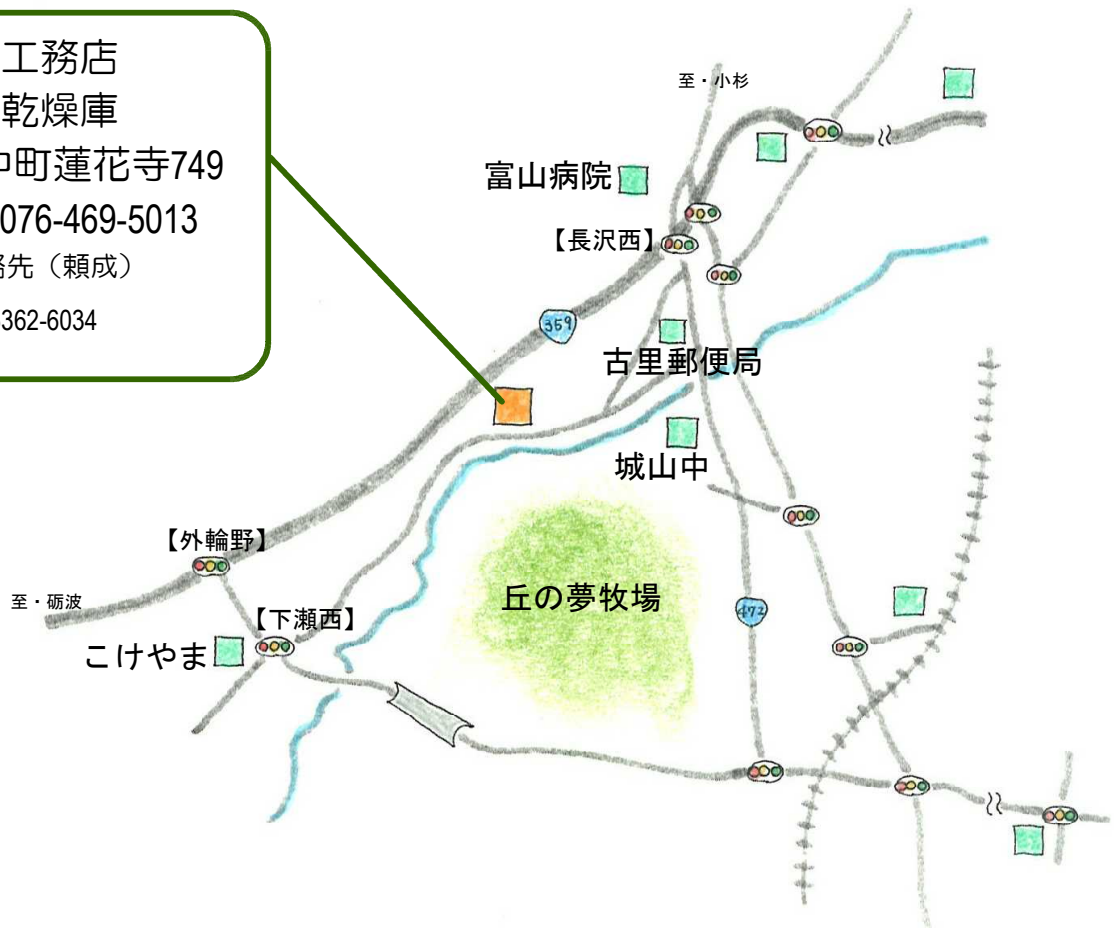 工務店
乾燥庫
町蓮花寺749
076-469-5013
先（頼成）
362-6034
至・小杉
富山病院
【長沢西】
359
古里郵便局
城山中
【外輪野】
丘の夢牧場
至・砺波
472
【下瀬西】
こけやま